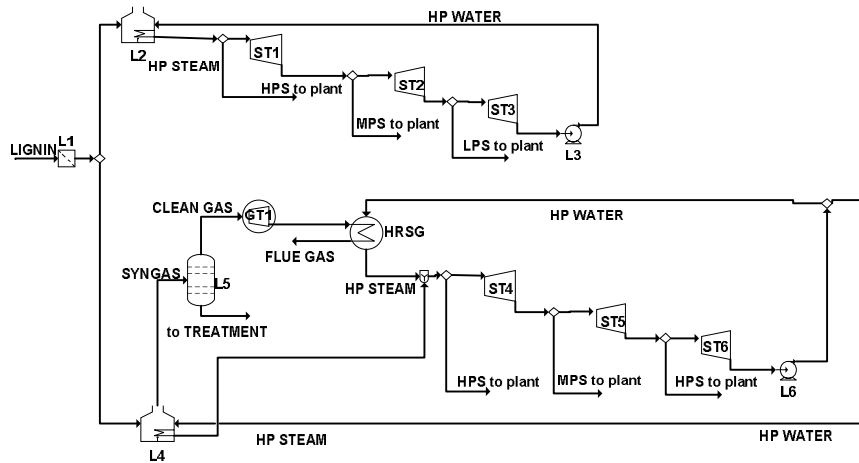 HP WATER
L2
HP STEAM
ST1
HPS to plant
ST2
MPS to plant
ST3
LPS to plant
L3
LIGNIN
L1
CLEAN GAS
GT1
HP WATER
HRSG
FLUE GAS
SYNGAS
L5
HP STEAM
to TREATMENT
ST4
ST5
ST6
HPS to plant
MPS to plant
HPS to plant
L6
L4
HP STEAM
HP WATER